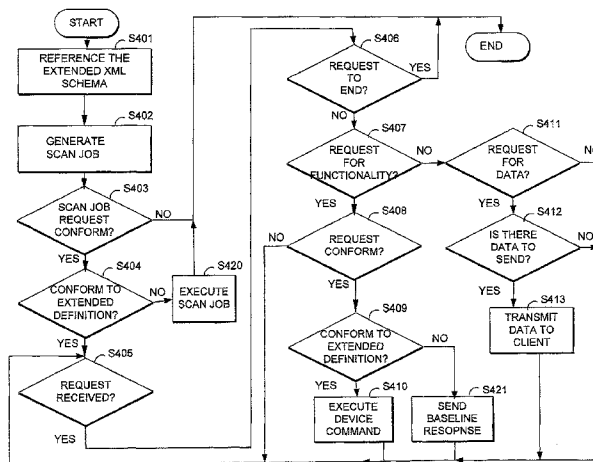 START
S401
REFERENCE THE
EXTENDED XML
SCHEMA
S402
GENERATE
SCAN JOB
S403
SCAN JOB
REQUEST
CONFORM?
NO
YES
S404
CONFORM TO
EXTENDED
DEFINITION?
NO
S420
EXECUTE
SCAN JOB
YES
S405
REQUEST
RECEIVED?
YES
END
S406
REQUEST
TO
END?
YES
NO
S407
REQUEST
FOR
FUNCTIONALITY?
NO
YES
S408
NO
REQUEST
CONFORM?
YES
S409
CONFORM TO
EXTENDED
DEFINITION?
NO
YES
S410
EXECUTE
DEVICE
COMMAND
S421
SEND
BASELINE
RESOPNSE
S411
REQUEST
FOR
DATA?
NO
YES
S412
IS THERE
DATA TO
SEND?
NO
YES
S413
TRANSMIT
DATA TO
CLIENT